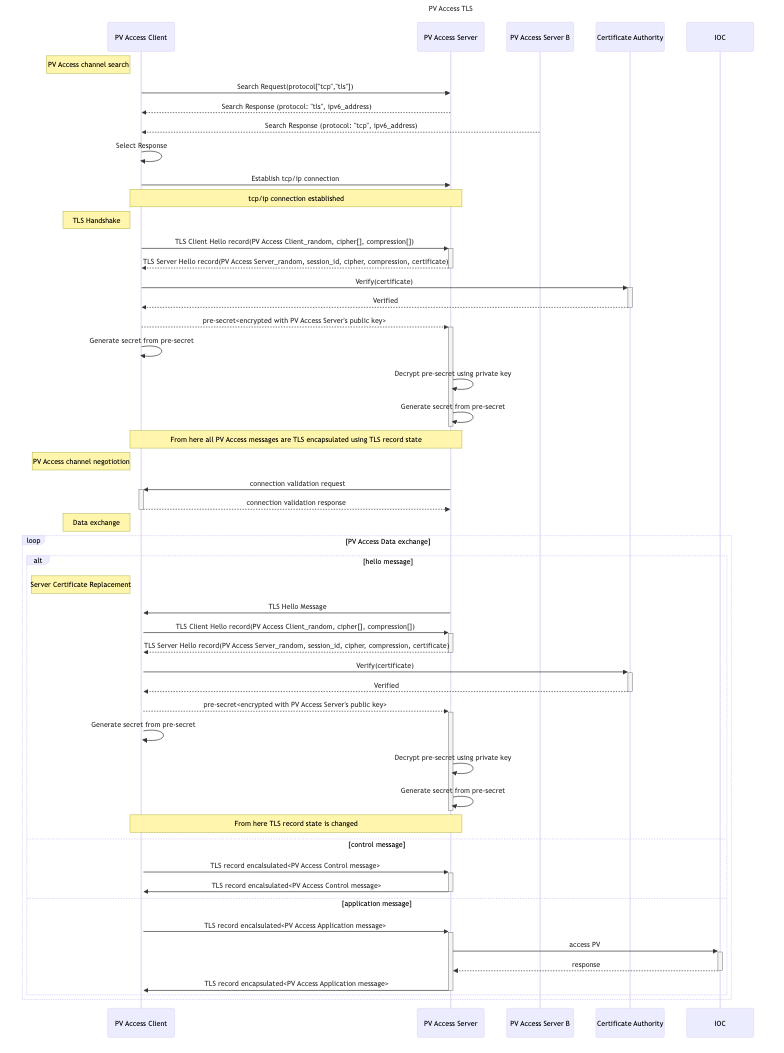 PV Access TLS
PV Access Client
PV Access Server
PV Access Server B
Certificate Authority
IOC
PV Access channel search
Search Request(protocol["tcp","tls"])
Search Response (protocol: "tls", ipv6_address)
Search Response (protocol: "tcp", ipv6_address)
Select Response
Establish tcp/ip connection
tcp/ip connection established
TLS Handshake
TLS Client Hello record(PV Access Client_random, cipher[], compression[])
TLS Server Hello record(PV Access Server_random, session_id, cipher, compression, certificate)
Verify(certificate)
Verified
pre-secret<encrypted with PV Access Server's public key>
Generate secret from pre-secret
Decrypt pre-secret using private key
Generate secret from pre-secret
From here all PV Access messages are TLS encapsulated using TLS record state
PV Access channel negotiotion
connection validation request
connection validation response
Data exchange
loop
[PV Access Data exchange]
alt
[hello message]
Server Certificate Replacement
TLS Hello Message
TLS Client Hello record(PV Access Client_random, cipher[], compression[])
TLS Server Hello record(PV Access Server_random, session_id, cipher, compression, certificate)
Verify(certificate)
Verified
pre-secret<encrypted with PV Access Server's public key>
Generate secret from pre-secret
Decrypt pre-secret using private key
Generate secret from pre-secret
From here TLS record state is changed
[control message]
TLS record encalsulated<PV Access Control message>
TLS record encalsulated<PV Access Control message>
[application message]
TLS record encalsulated<PV Access Application message>
access PV
response
TLS record encapsulated<PV Access Application message>
PV Access Client
PV Access Server
PV Access Server B
Certificate Authority
IOC